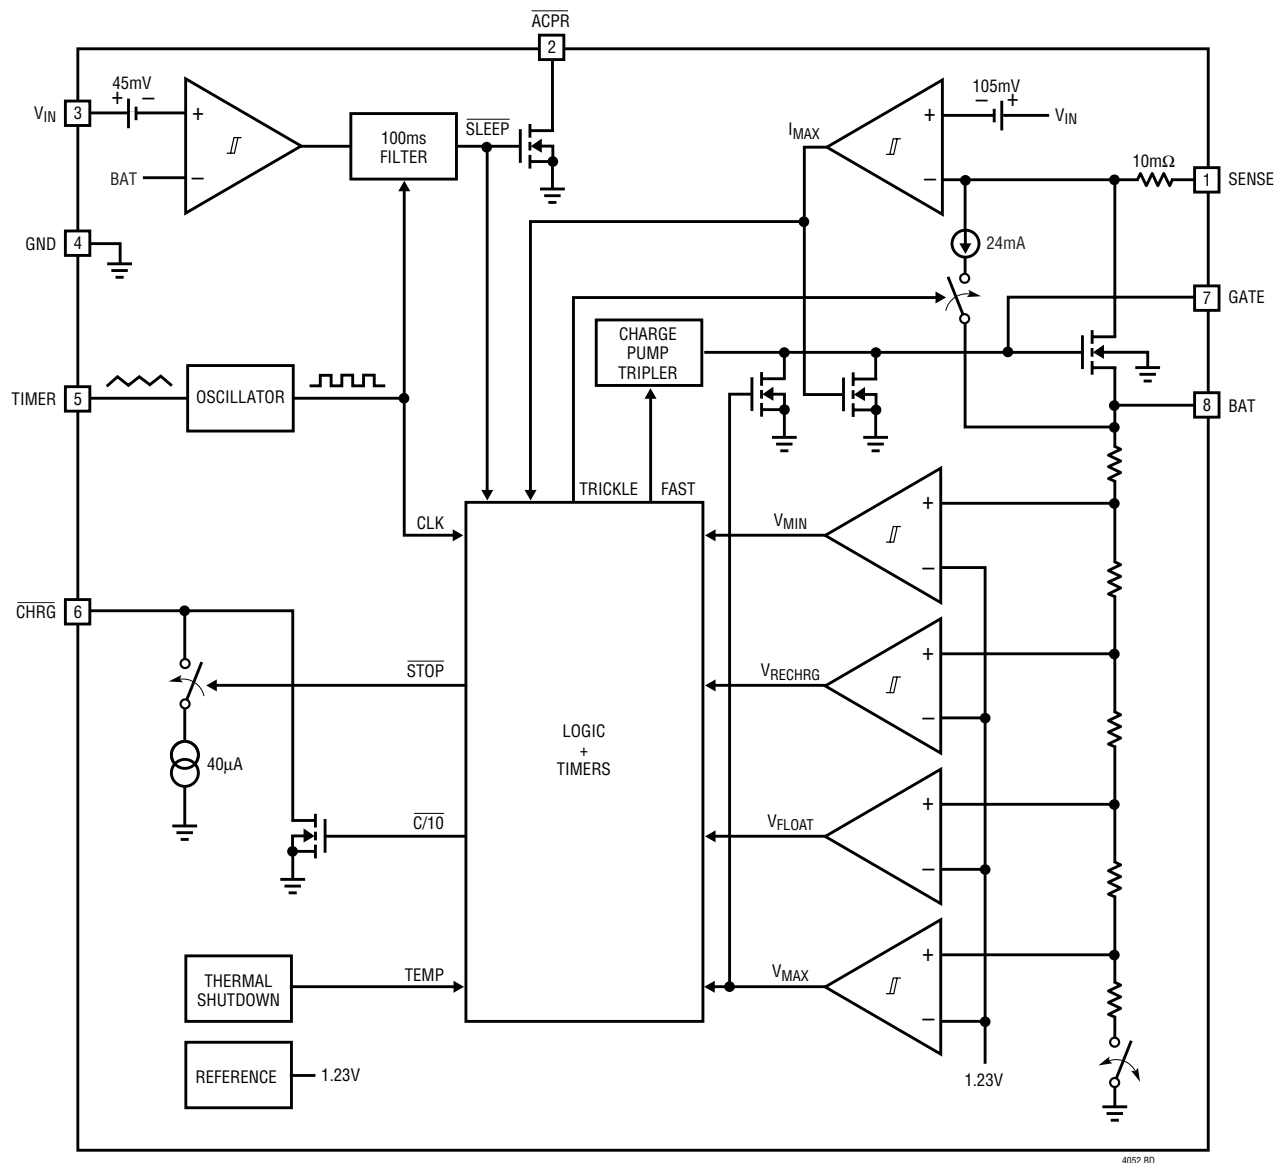 ACPR
2
45mV
+ −
VIN 3
+
100ms
FILTER
SLEEP
BAT
−
GND 4
105mV
− +
VIN
IMAX
+
−
10mΩ
1 SENSE
24mA
7 GATE
CHARGE
PUMP
TRIPLER
TIMER 5
OSCILLATOR
8 BAT
TRICKLE FAST
CLK
VMIN
+
−
CHRG 6
STOP
40µA
VRECHRG
+
−
LOGIC
+
TIMERS
C/10
VFLOAT
+
−
THERMAL
SHUTDOWN
TEMP
VMAX
+
−
REFERENCE
1.23V
1.23V
4052 BD